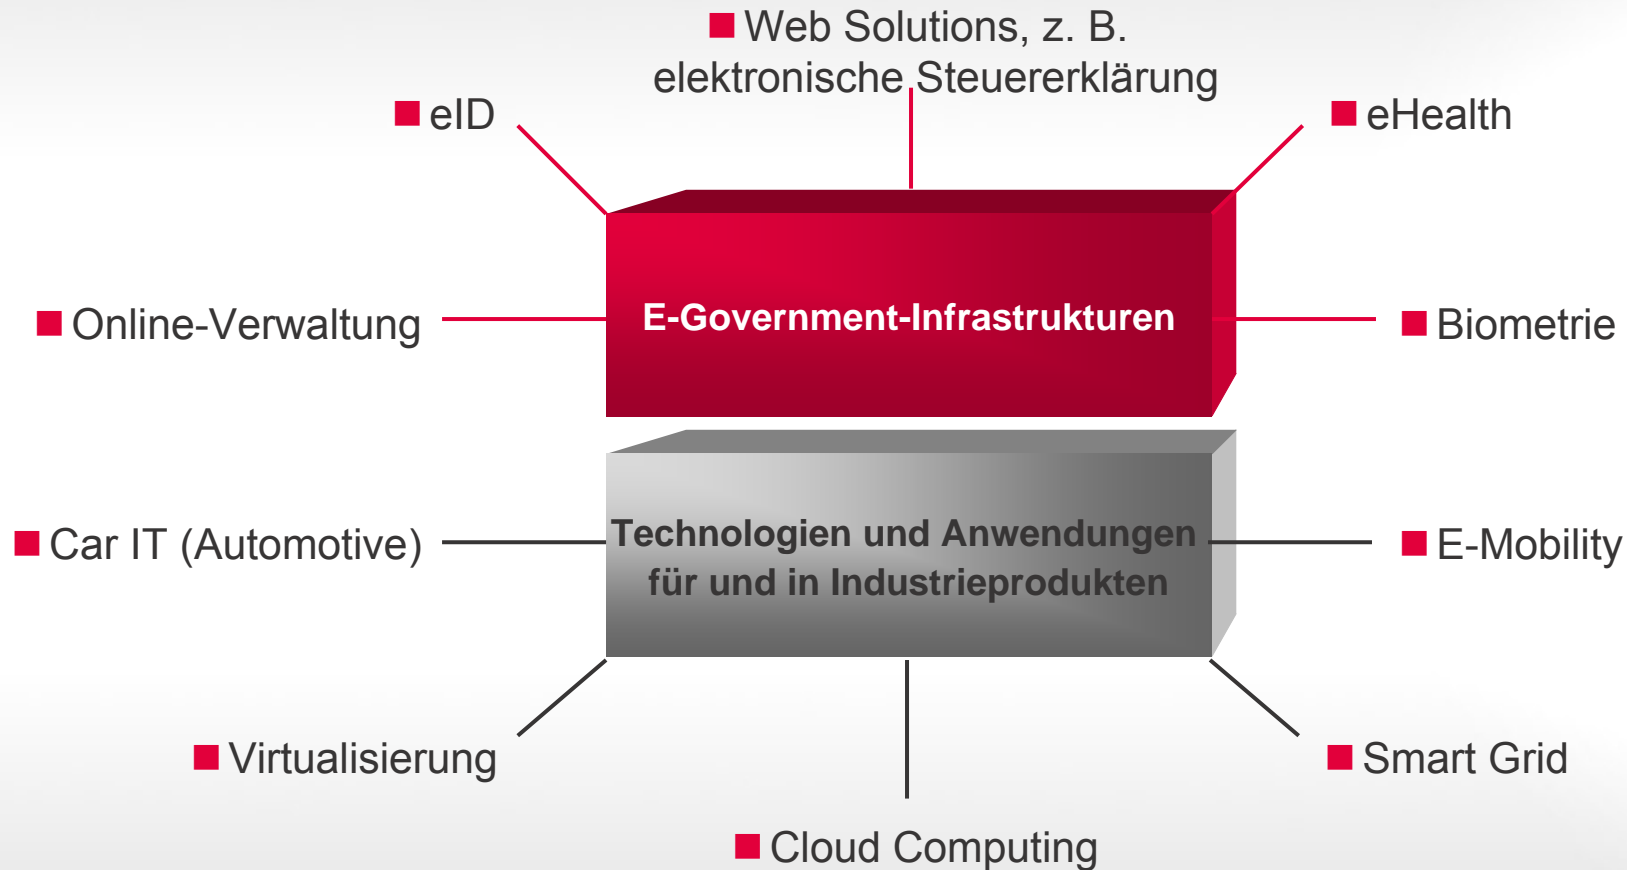 Web Solutions, z. B.
elektronische Steuererklärung
eID
eHealth
Online-Verwaltung
E-Government-Infrastrukturen
Biometrie
Car IT (Automotive)
Technologien und Anwendungen
für und in Industrieprodukten
E-Mobility
Virtualisierung
Smart Grid
Cloud Computing